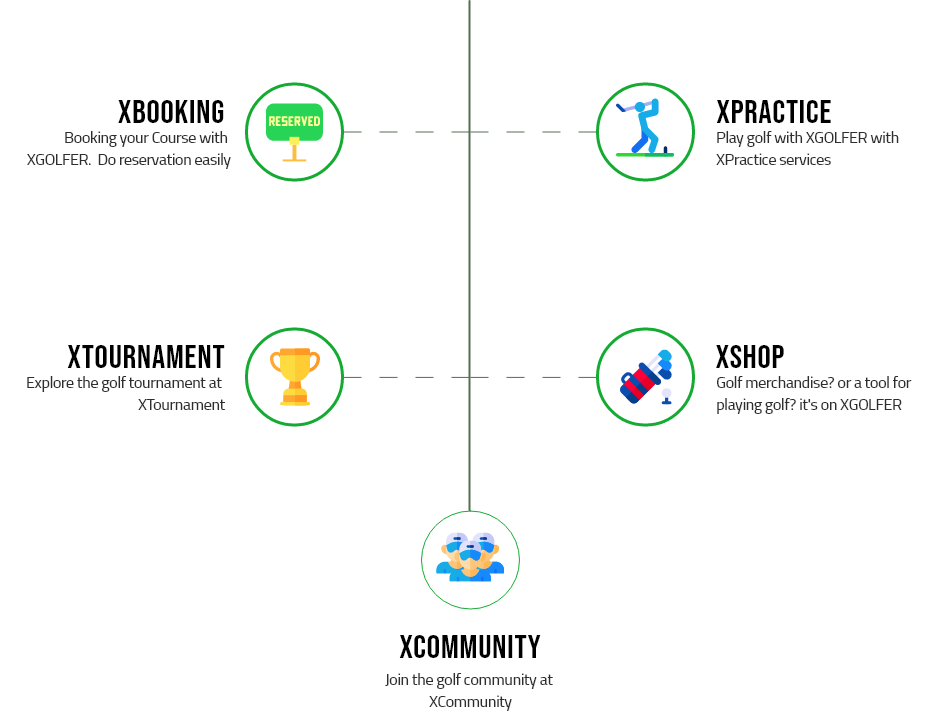 XBOOKING
Booking your Course with
XGOLFER.  Do reservation easily
RESERVED
XPRACTICE
Play golf with XGOLFER with
XPractice services
XTOURNAMENT
Explore the golf tournament at
XTournament
XSHOP
Golf merchandise? or a tool for
playing golf? it's on XGOLFER
XCOMMUNITY
Join the golf community at
XCommunity